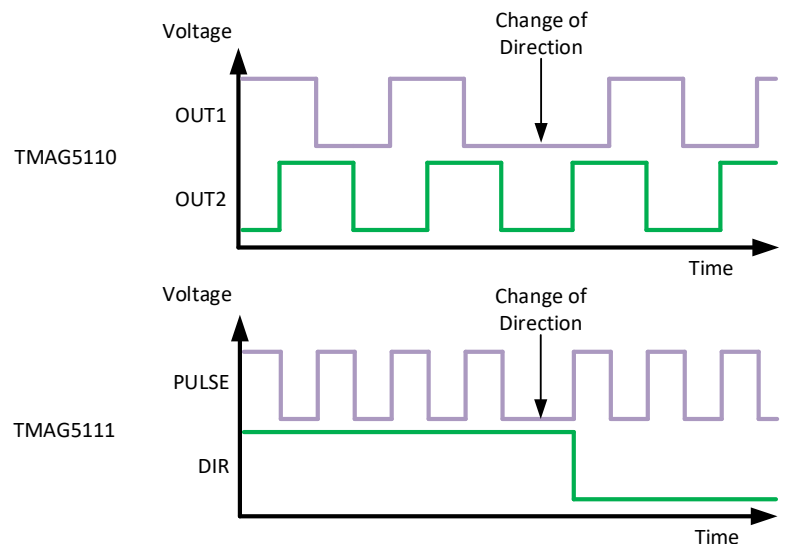 Voltage
Change of
Direction
OUT1
TMAG5110
OUT2
Time
Voltage
Change of
Direction
PULSE
TMAG5111
DIR
Time